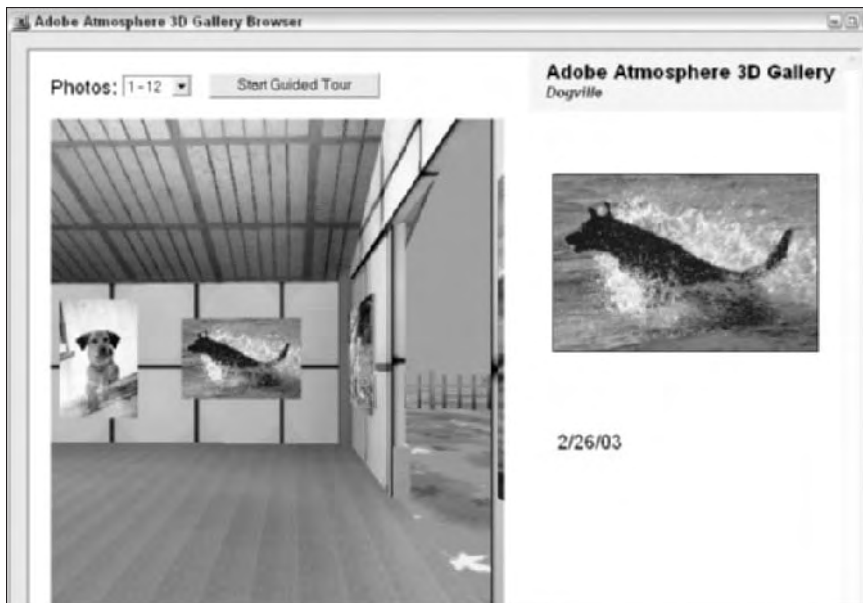 Adobe Atmosphere 3D Gallery Browser
Photos: 1-12 Start Guided Tour
Adobe Atmosphere 3D Gallery
Dogville
2/26/03